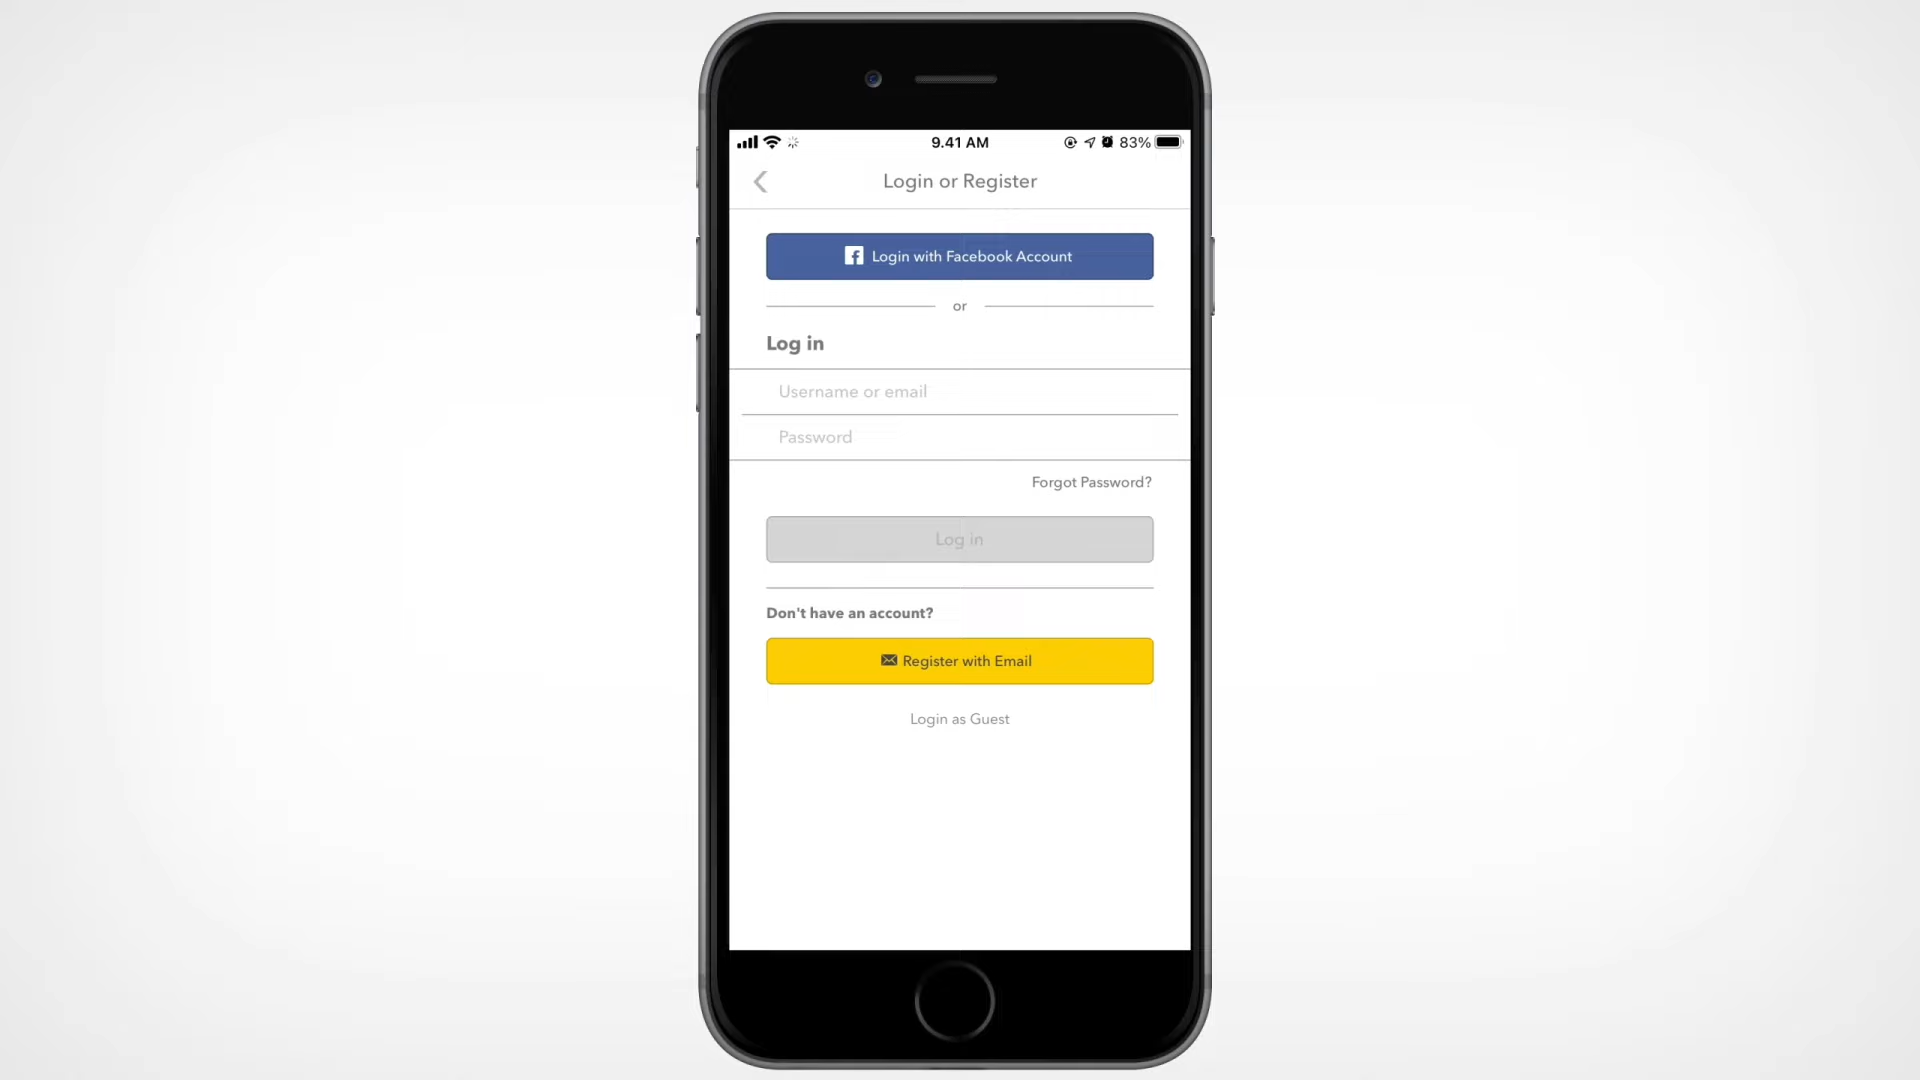 9.41 AM
83%
Login or Register
Login with Facebook Account
or
Log in
Username or email
Password
Forgot Password?
Log in
Don't have an account?
Register with Email
Login as Guest